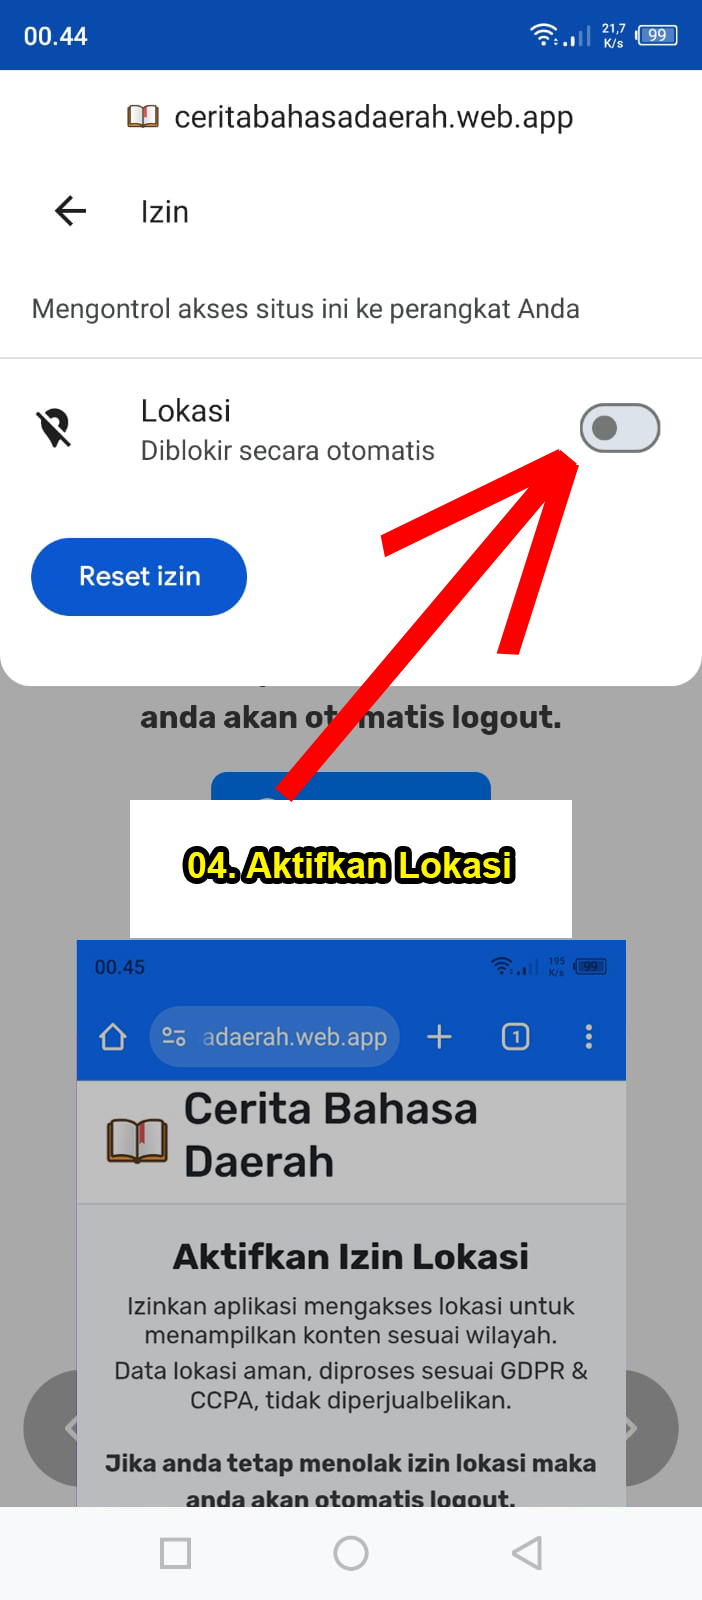 00.44
21,7
K/s
99
ceritabahasadaerah.web.app
Izin
Mengontrol akses situs ini ke perangkat Anda
Lokasi
Diblokir secara otomatis
Reset izin
anda akan otomatis logout.
04. Aktifkan Lokasi
00.45
195
K/s
99
adaerah.web.app
1
Cerita Bahasa
Daerah
Aktifkan Izin Lokasi
Izinkan aplikasi mengakses lokasi untuk
menampilkan konten sesuai wilayah.
Data lokasi aman, diproses sesuai GDPR &
CCPA, tidak diperjualbelikan.
Jika anda tetap menolak izin lokasi maka
anda akan otomatis logout.